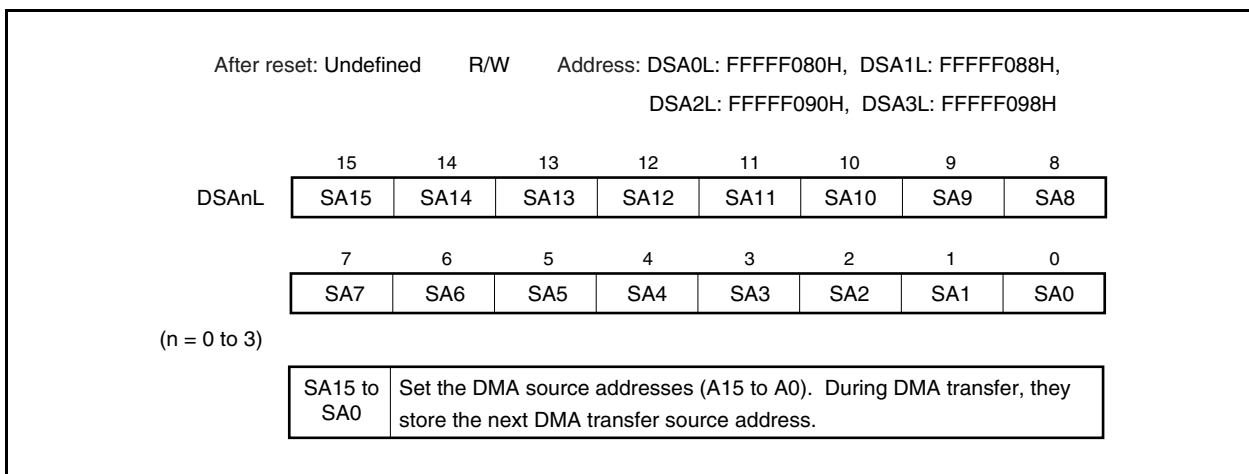 After reset: Undefined R/W Address: DSA0L: FFFFF080H, DSA1L: FFFFF088H,
DSA2L: FFFFF090H, DSA3L: FFFFF098H
15 14 13 12 11 10 9 8
DSAnL SA15 SA14 SA13 SA12 SA11 SA10 SA9 SA8
7 6 5 4 3 2 1 0
SA7 SA6 SA5 SA4 SA3 SA2 SA1 SA0
(n = 0 to 3)
SA15 to SA0
Set the DMA source addresses (A15 to A0). During DMA transfer, they
store the next DMA transfer source address.